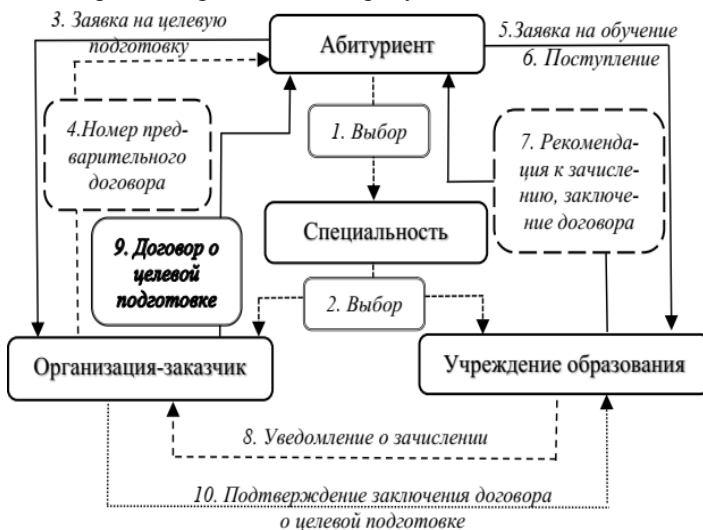 3. Заявка на целевую
подготовку
Абитуриент
5.Заявка на обучение
6. Поступление
4.Номер пред-
варительного
договора
1. Выбор
7. Рекоменда-
ция к зачисле-
нию, заключе-
ние договора
9. Договор о
целевой
подготовке
Специальность
2. Выбор
Организация-заказчик
Учреждение образования
8. Уведомление о зачислении
10. Подтверждение заключения договора
о целевой подготовке